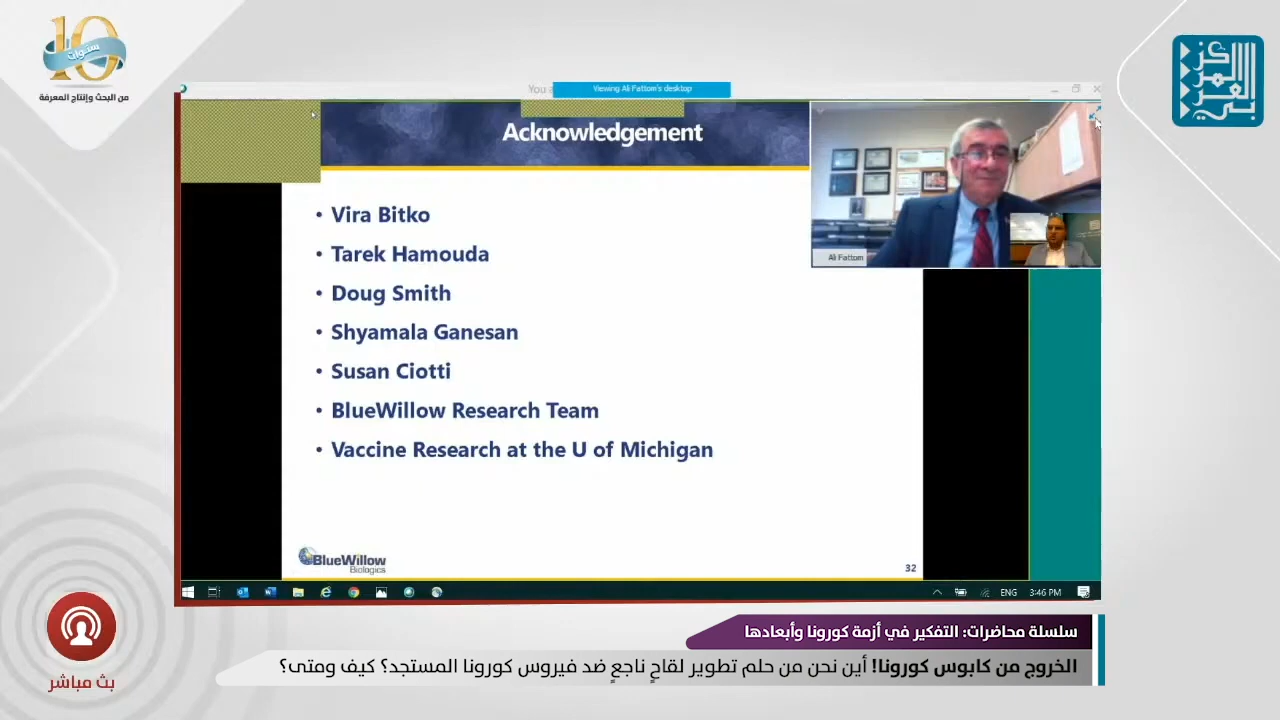 10
سنوات
من البحث وإنتاج المعرفة
المركز العربي
You a
Viewing Ali Fattom's desktop
Acknowledgement
Ali Fattom
• Vira Bitko
• Tarek Hamouda
• Doug Smith
• Shyamala Ganesan
• Susan Ciotti
• BlueWillow Research Team
• Vaccine Research at the U of Michigan
BlueWillow
Biologics
32
ENG
3:46 PM
سلسلة محاضرات: التفكير في أزمة كورونا وأبعادها
الخروج من كابوس كورونا! أين نحن من حلم تطوير لقاحٍ ناجعٍ ضد فيروس كورونا المستجد؟ كيف ومتى؟
بث مباشر